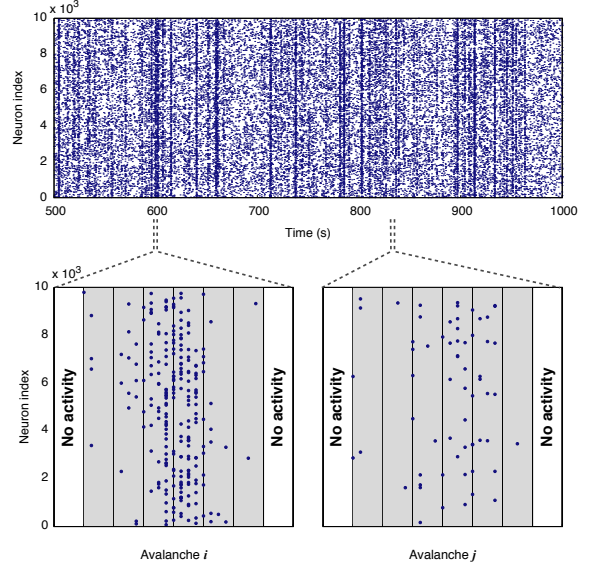 10 × 10³
8
6
4
2
0
Neuron index
500
600
700
800
900
1000
Time (s)
10 × 10³
8
6
4
2
0
Neuron index
No activity
No activity
No activity
No activity
Avalanche i
Avalanche j